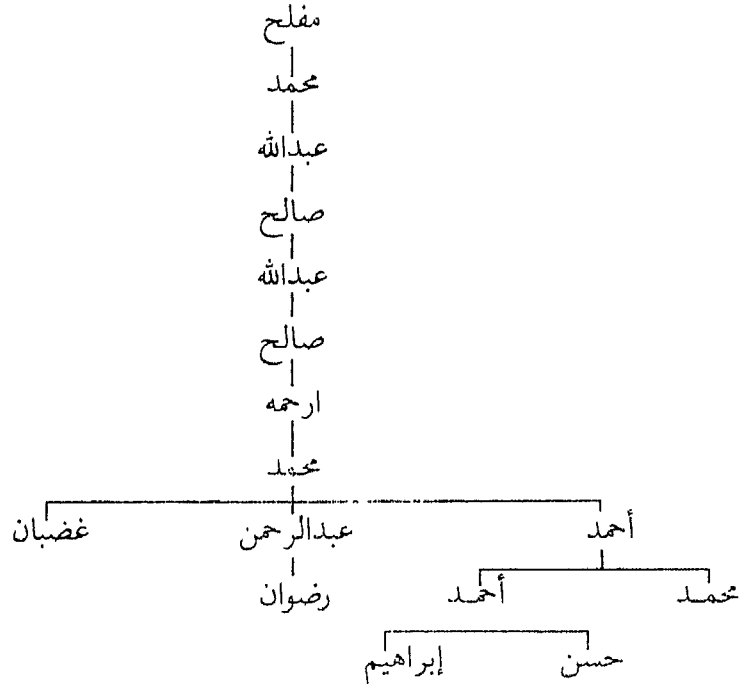 مفلح
محمد
عبدالله
صالح
عبدالله
صالح
ارحمه
محمد
أحمد عبدالرحمن غضبان
محمد أحمد رضوان
حسن إبراهيم